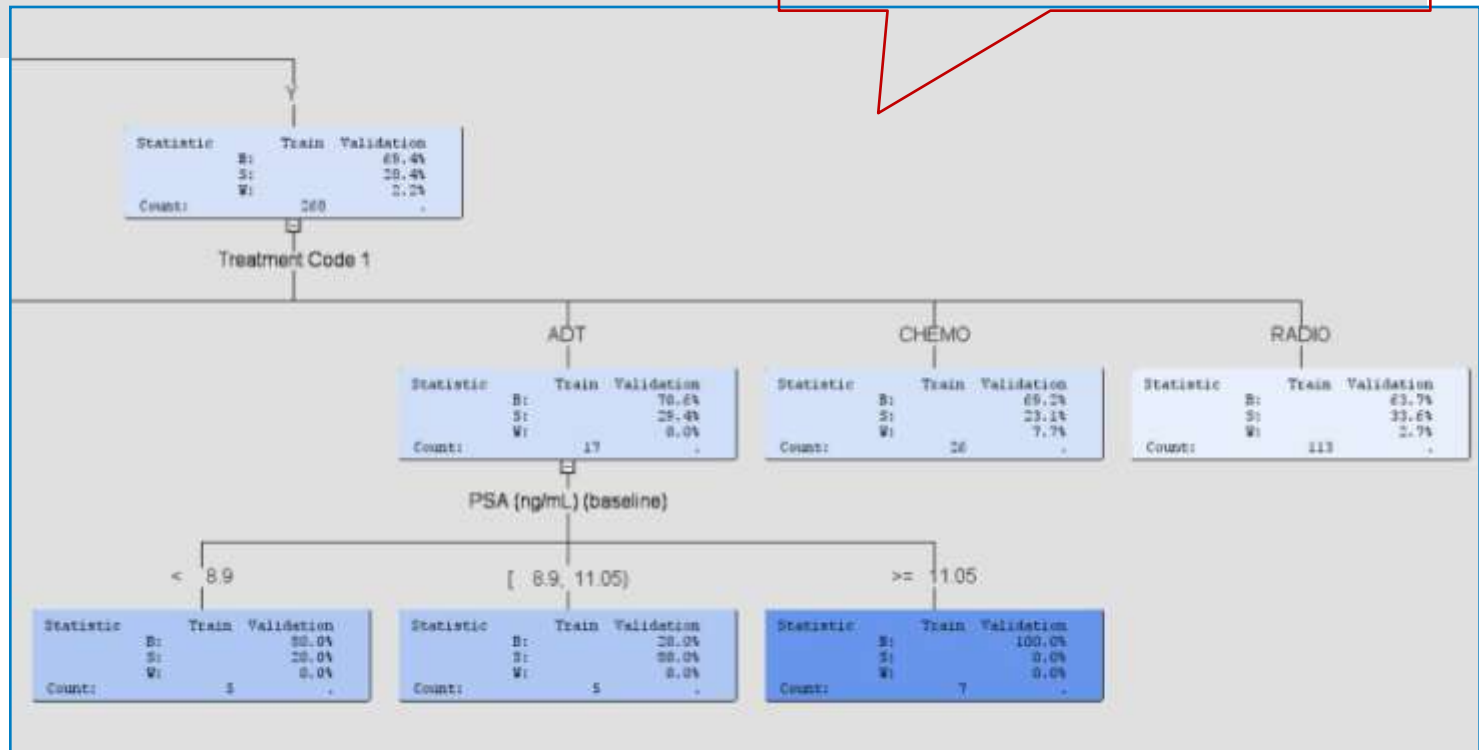 Y
Statistic Train Validation
B: 69.4%
S: 28.4%
W: 2.2%
Count: 268 .
Treatment Code 1
ADT
Statistic Train Validation
B: 70.6%
S: 29.4%
W: 0.0%
Count: 17 .
CHEMO
Statistic Train Validation
B: 69.2%
S: 23.1%
W: 7.7%
Count: 26 .
RADIO
Statistic Train Validation
B: 63.7%
S: 33.6%
W: 2.7%
Count: 113 .
PSA (ng/mL) (baseline)
< 8.9
Statistic Train Validation
B: 80.0%
S: 20.0%
W: 0.0%
Count: 5 .
[ 8.9, 11.05)
Statistic Train Validation
B: 20.0%
S: 80.0%
W: 0.0%
Count: 5 .
>= 11.05
Statistic Train Validation
B: 100.0%
S: 0.0%
W: 0.0%
Count: 7 .